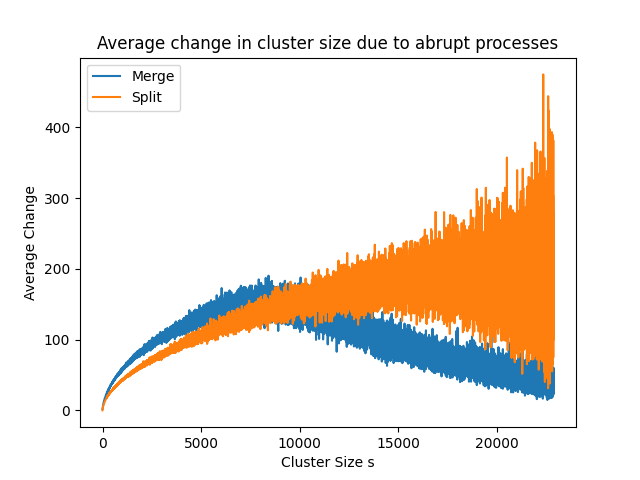 Average change in cluster size due to abrupt processes
Merge
Split
Average Change
400
300
200
100
0
0 5000 10000 15000 20000
Cluster Size s